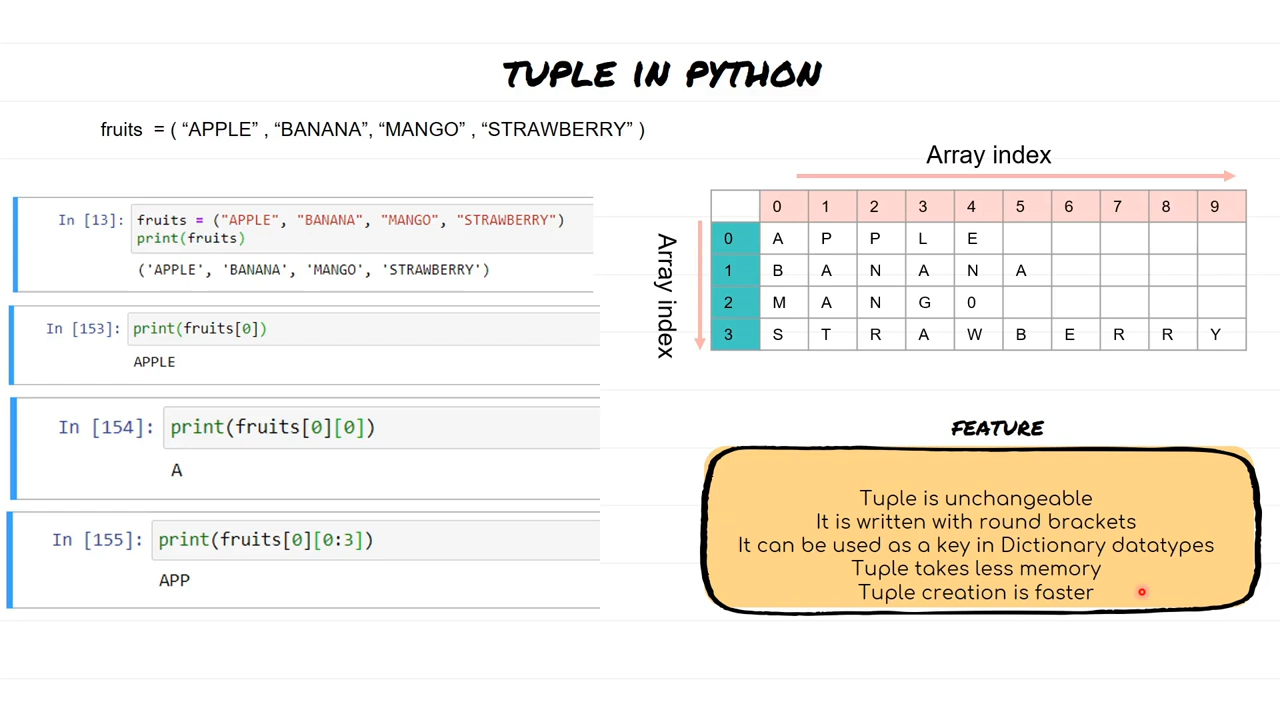 TUPLE IN PYTHON
fruits = ( “APPLE” , “BANANA”, “MANGO” , “STRAWBERRY” )
In [13]: fruits = ("APPLE", "BANANA", "MANGO", "STRAWBERRY")
print(fruits)
('APPLE', 'BANANA', 'MANGO', 'STRAWBERRY')
In [153]: print(fruits[0])
APPLE
In [154]: print(fruits[0][0])
A
In [155]: print(fruits[0][0:3])
APP
Array index
Array index
0 1 2 3 4 5 6 7 8 9
0 A P P L E
1 B A N A N A
2 M A N G 0
3 S T R A W B E R R Y
FEATURE
Tuple is unchangeable
It is written with round brackets
It can be used as a key in Dictionary datatypes
Tuple takes less memory
Tuple creation is faster